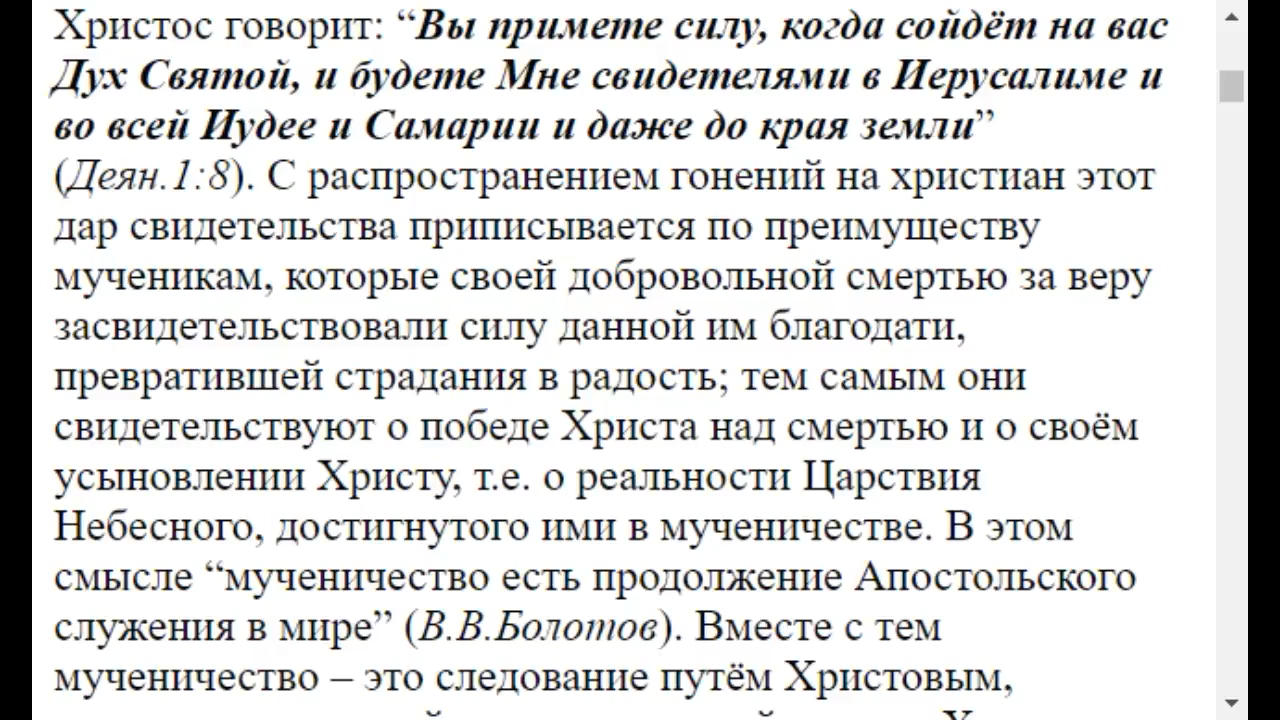 Христос говорит: “Вы примете силу, когда сойдёт на вас
Дух Святой, и будете Мне свидетелями в Иерусалиме и
во всей Иудее и Самарии и даже до края земли”
(Деян.1:8). С распространением гонений на христиан этот
дар свидетельства приписывается по преимуществу
мученикам, которые своей добровольной смертью за веру
засвидетельствовали силу данной им благодати,
превратившей страдания в радость; тем самым они
свидетельствуют о победе Христа над смертью и о своём
усыновлении Христу, т.е. о реальности Царствия
Небесного, достигнутого ими в мученичестве. В этом
смысле “мученичество есть продолжение Апостольского
служения в мире” (В.В.Болотов). Вместе с тем
мученичество – это следование путём Христовым,